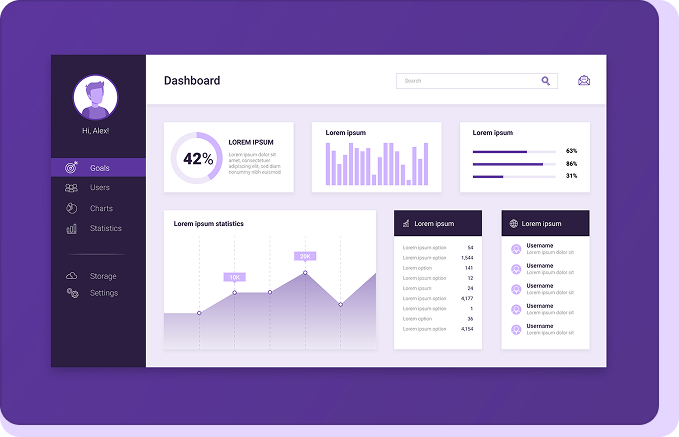 Dashboard
Search
Hi, Alex!
Goals
Users
Charts
Statistics
Storage
Settings
42%
LOREM IPSUM
Lorem ipsum dolor sit
amet, consectetuer
adipiscing elit, sed diam
nonummy nibh euismod
Lorem ipsum
Lorem ipsum
63%
86%
31%
Lorem ipsum statistics
10K
20K
Lorem ipsum
Lorem ipsum option 54
Lorem ipsum option 1,544
Lorem option 141
Lorem ipsum option 12
Lorem ipsum 24
Lorem ipsum option 4,177
Lorem ipsum option 1
Lorem option 36
Lorem ipsum option 4,154
Lorem ipsum
Username
Lorem ipsum dolor sit
Username
Lorem ipsum dolor sit
Username
Lorem ipsum dolor sit
Username
Lorem ipsum dolor sit
Username
Lorem ipsum dolor sit